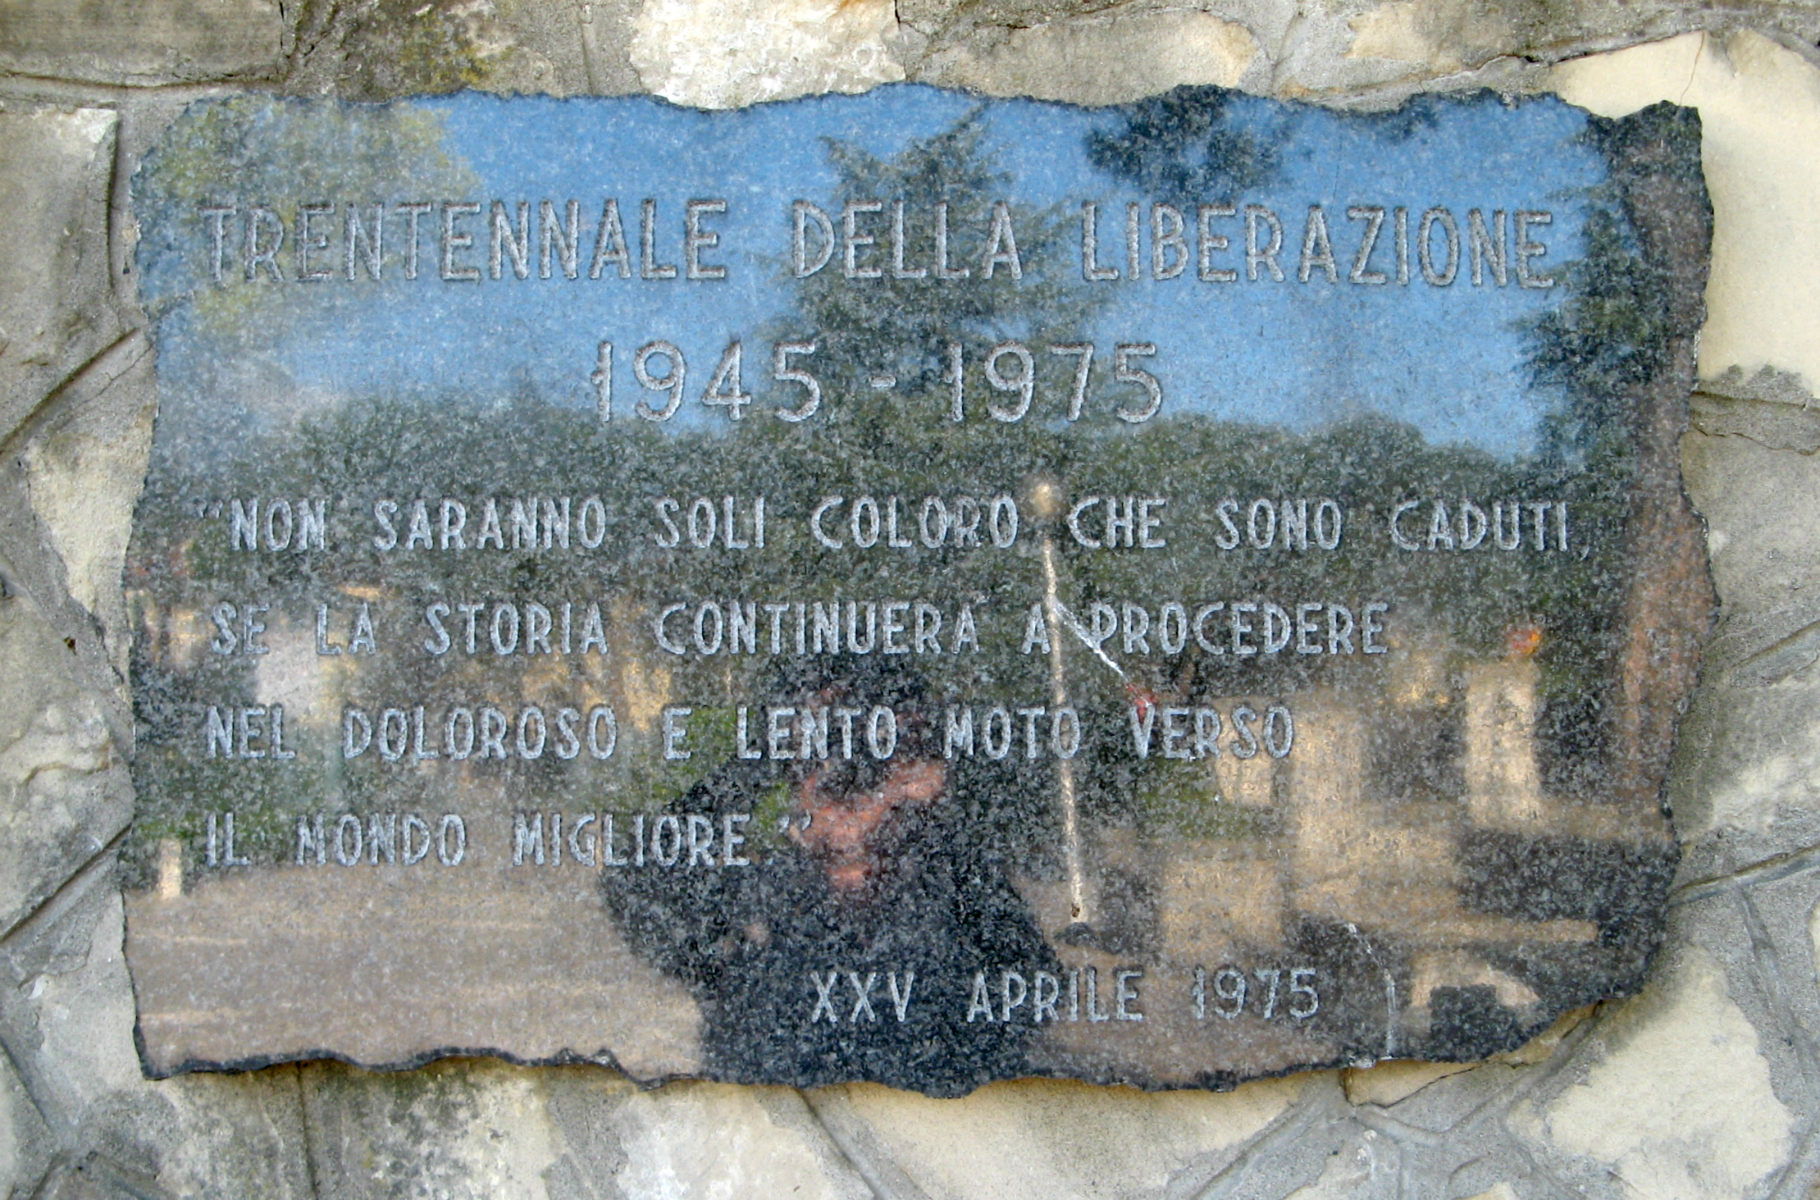 TRENTENNALE DELLA LIBERAZIONE
1945 - 1975
"NON SARANNO SOLI COLORO CHE SONO CADUTI,
SE LA STORIA CONTINUERA A PROCEDERE
NEL DOLOROSO E LENTO MOTO VERSO
IL MONDO MIGLIORE."
XXV APRILE 1975